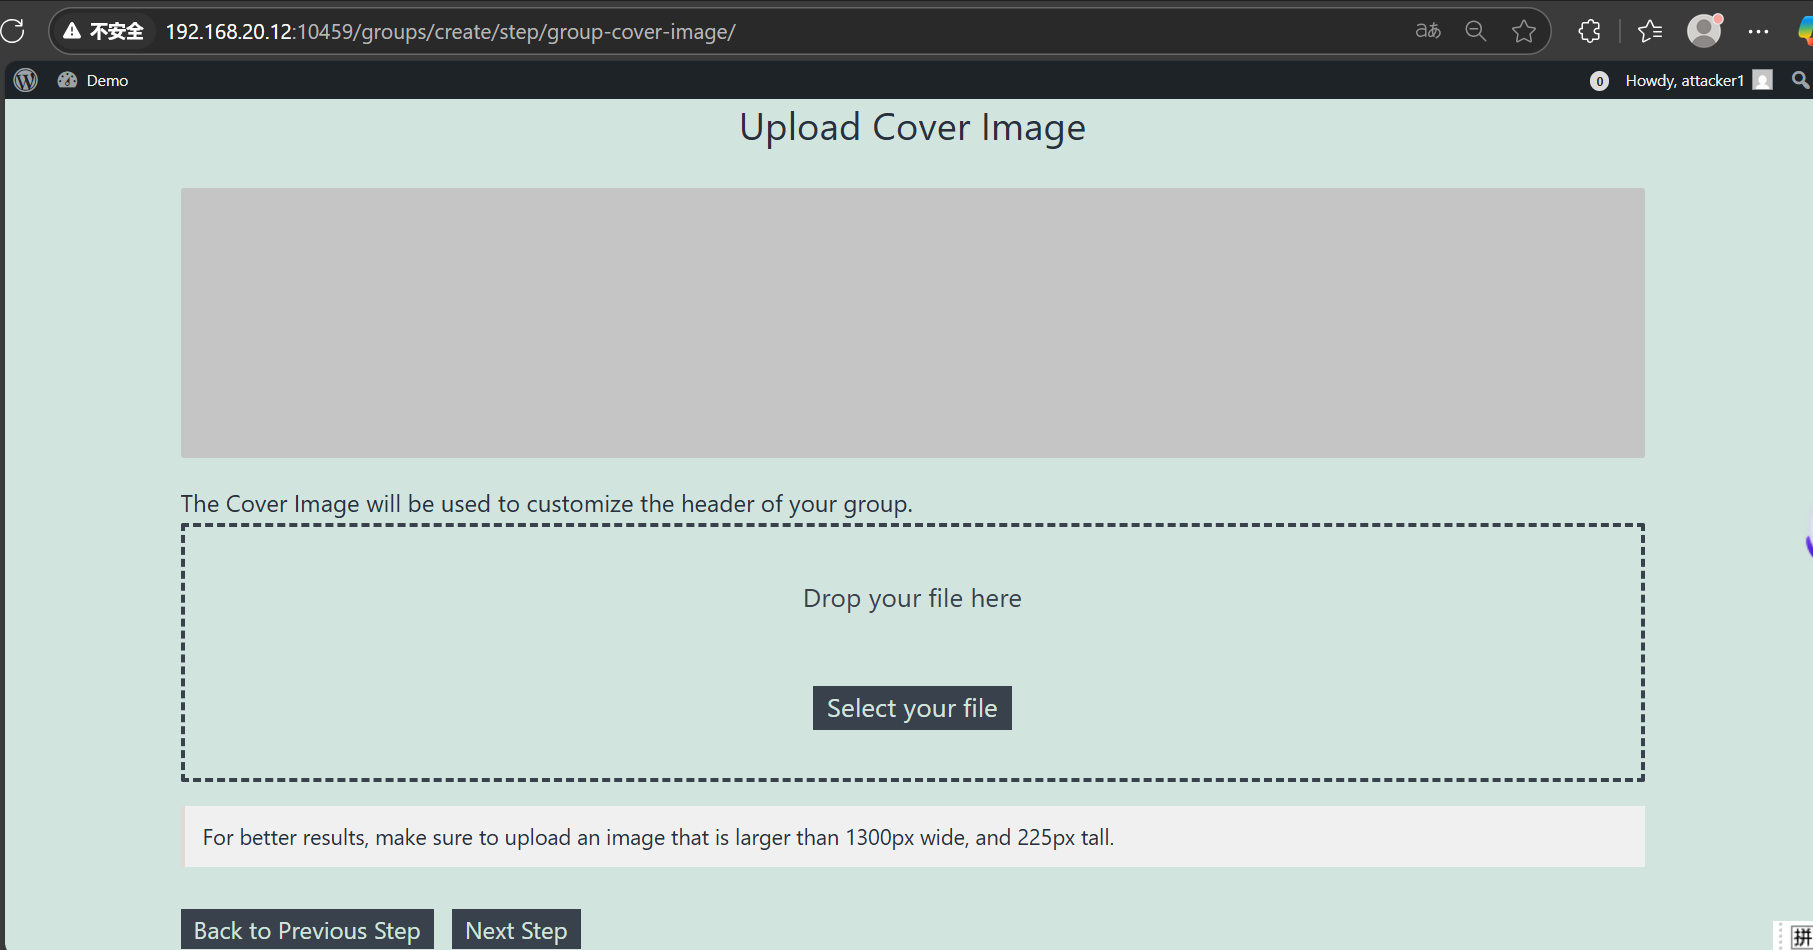 不安全 192.168.20.12:10459/groups/create/step/group-cover-image/ aあ
Demo 0 Howdy, attacker1
Upload Cover Image
The Cover Image will be used to customize the header of your group.
Drop your file here
Select your file
For better results, make sure to upload an image that is larger than 1300px wide, and 225px tall.
Back to Previous Step Next Step
拼